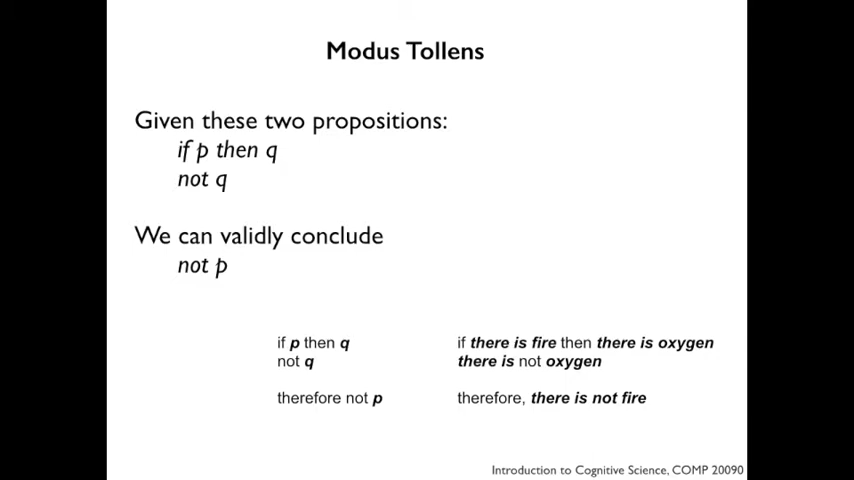 Modus Tollens
Given these two propositions:
if p then q
not q
We can validly conclude
not p
if p then q
not q
therefore not p
if there is fire then there is oxygen
there is not oxygen
therefore, there is not fire
Introduction to Cognitive Science, COMP 20090